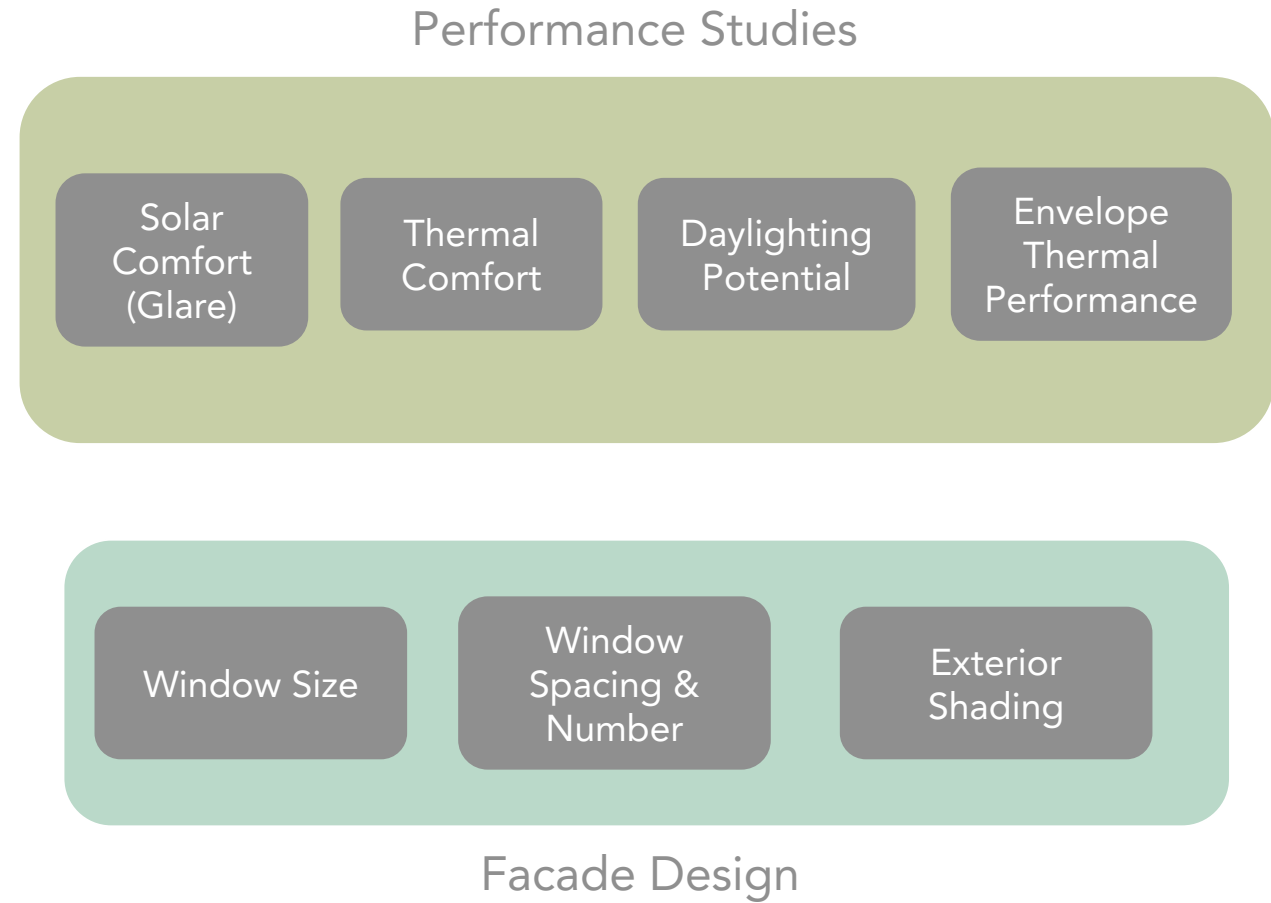 Performance Studies
Solar
Comfort
(Glare)
Thermal
Comfort
Daylighting
Potential
Envelope
Thermal
Performance
Window Size
Window
Spacing &
Number
Exterior
Shading
Facade Design